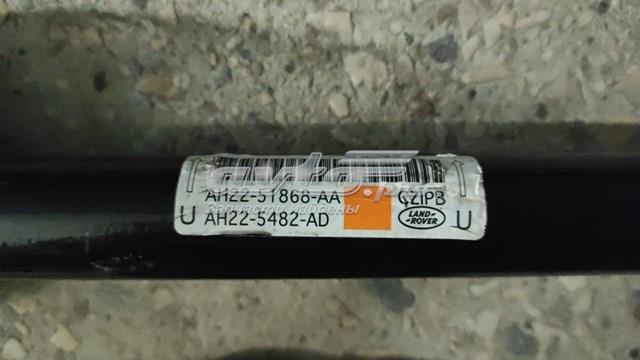 AH22-51868-AA
CZIPB
U AH22-5482-AD
LAND-
ROVER
U